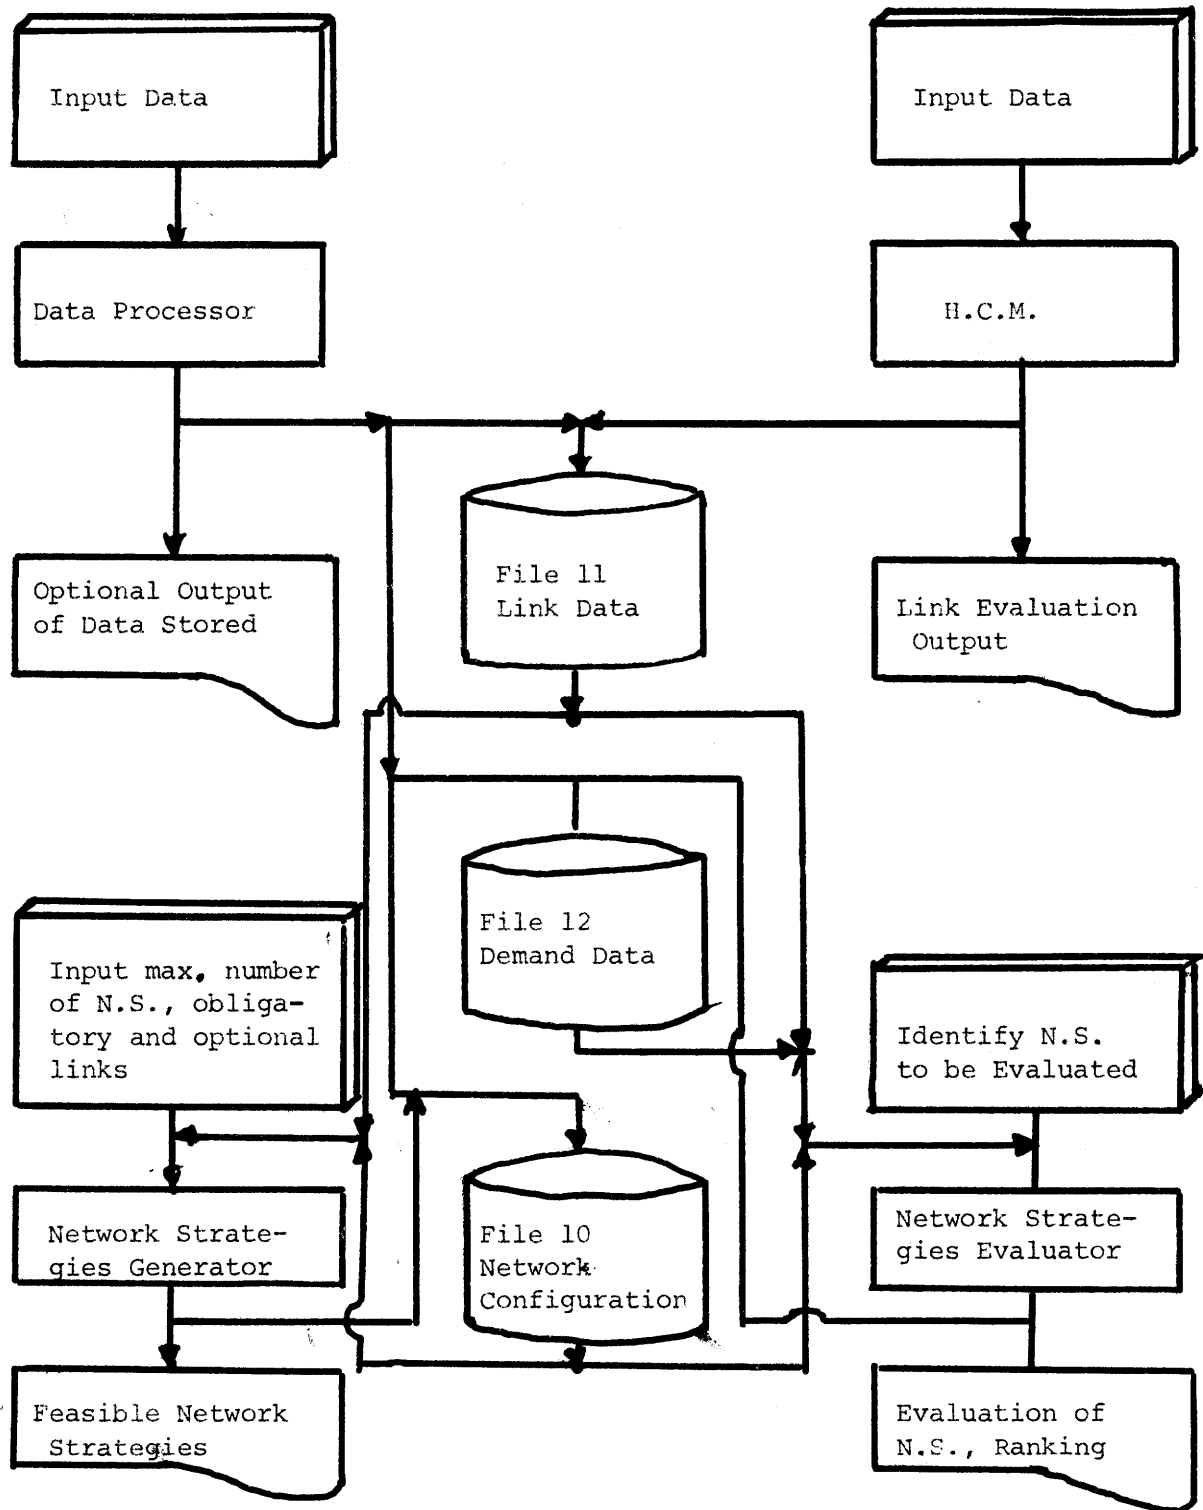 Input Data
Input Data
Data Processor
H.C.M.
Optional Output
of Data Stored
File 11
Link Data
Link Evaluation
Output
File 12
Demand Data
Input max. number
of N.S., obliga-
tory and optional
links
Identify N.S.
to be Evaluated
Network Strate-
gies Generator
File 10
Network
Configuration
Network Strate-
gies Evaluator
Feasible Network
Strategies
Evaluation of
N.S., Ranking